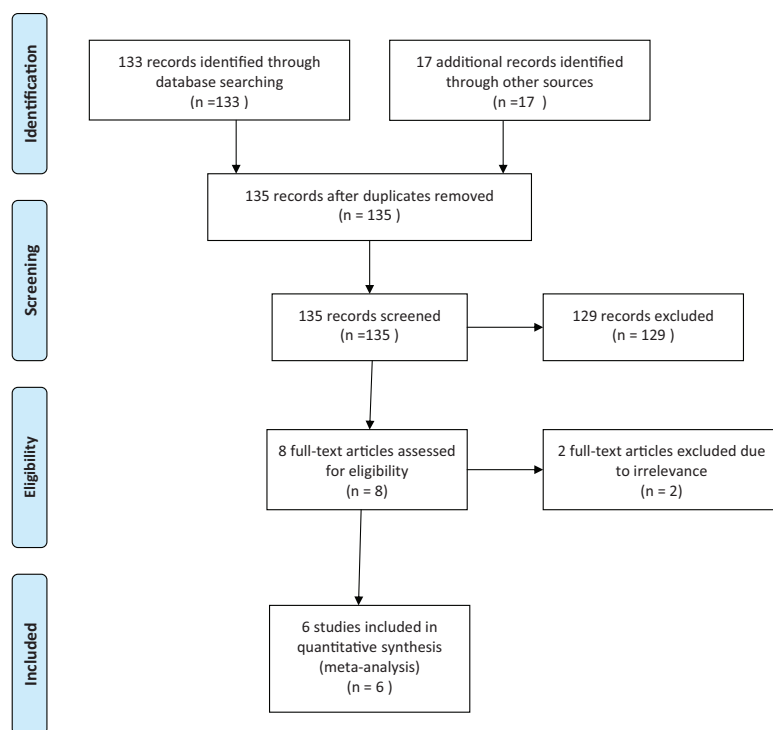 Identification
133 records identified through
database searching
(n =133 )
17 additional records identified
through other sources
(n =17 )
135 records after duplicates removed
(n = 135 )
Screening
135 records screened
(n =135 )
129 records excluded
(n = 129 )
Eligibility
8 full-text articles assessed
for eligibility
(n = 8)
2 full-text articles excluded due
to irrelevance
(n = 2)
Included
6 studies included in
quantitative synthesis
(meta-analysis)
(n = 6 )